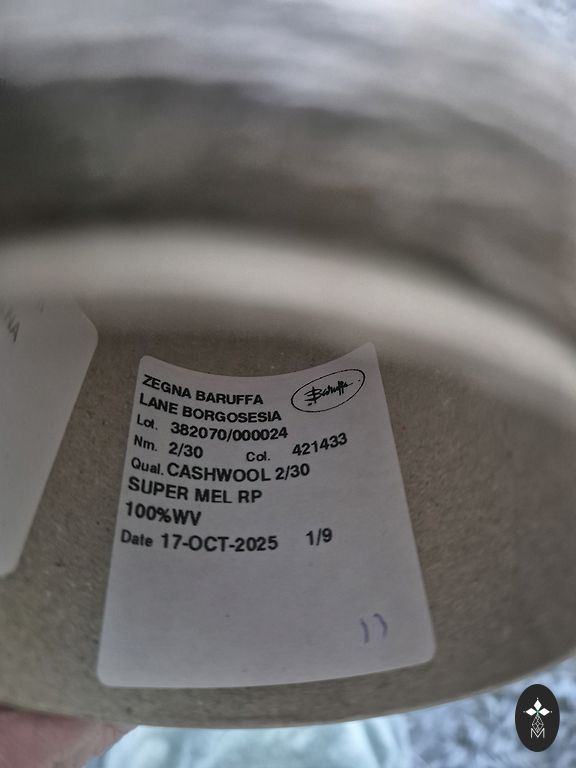 ZEGNA BARUFFA
LANE BORGOSESIA
Baruffa
Lot. 382070/000024
Nm. 2/30 Col. 421433
Qual. CASHWOOL 2/30
SUPER MEL RP
100%WV
Date 17-OCT-2025 1/9
M